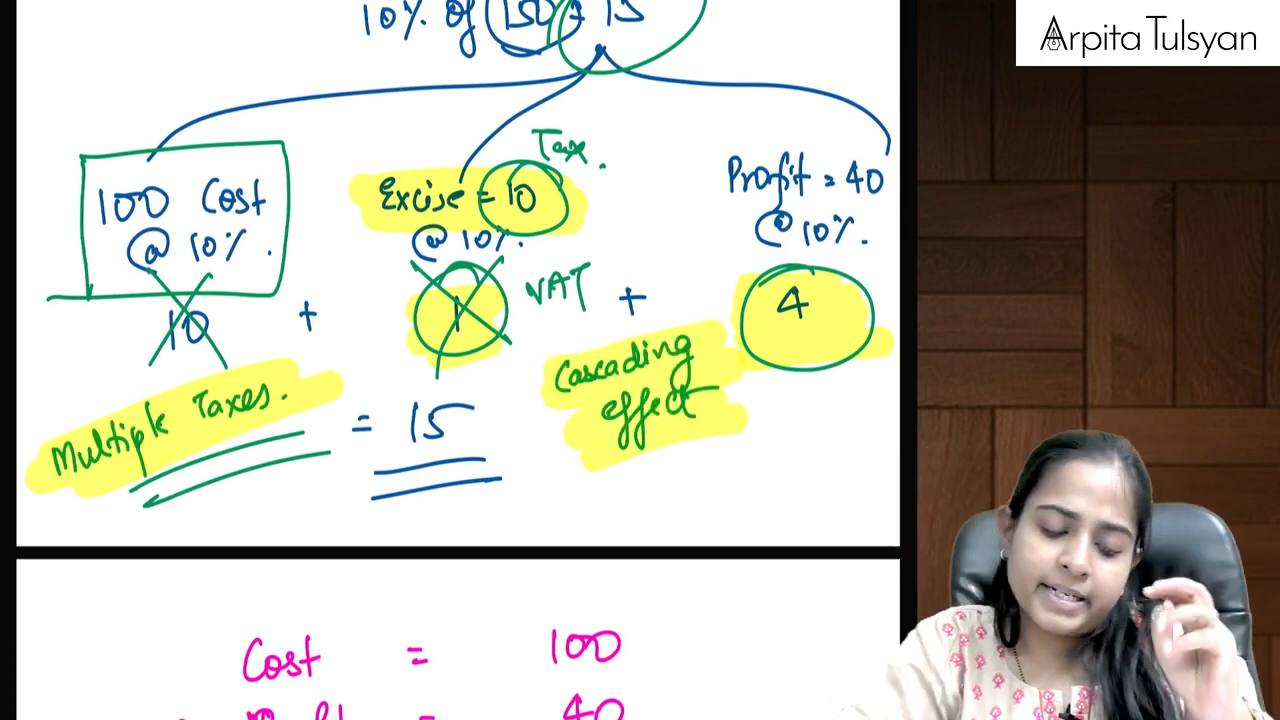 Arpita Tulsyan
10% of 150 = 15
Tax.
100 Cost
@ 10%.
Excise = 10
@ 10%.
Profit = 40
@ 10%.
10
+
1
VAT
+
4
Cascading
effect
Multiple Taxes.
= 15
Cost = 100
= 40